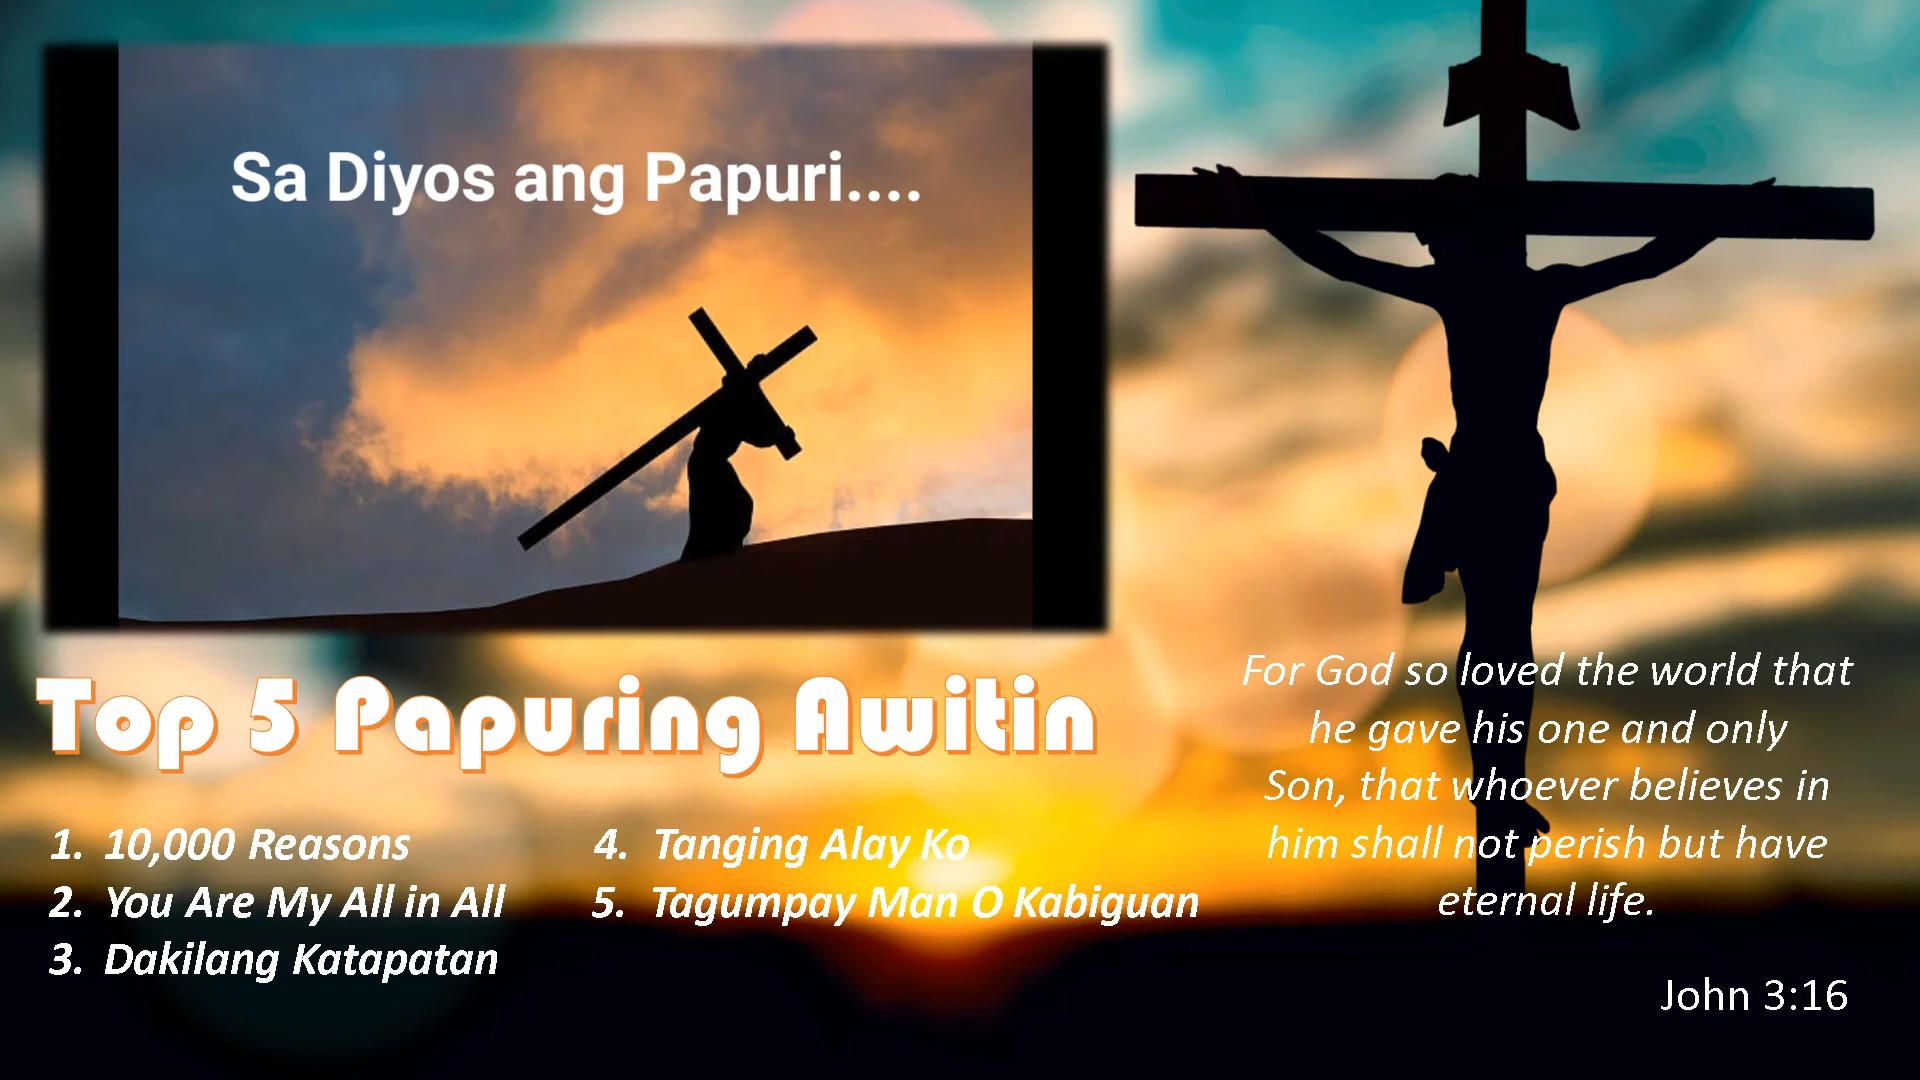 Sa Diyos ang Papuri....
Top 5 Papuring Awitin
1. 10,000 Reasons
2. You Are My All in All
3. Dakilang Katapatan
4. Tanging Alay Ko
5. Tagumpay Man O Kabiguan
For God so loved the world that
he gave his one and only
Son, that whoever believes in
him shall not perish but have
eternal life.
John 3:16